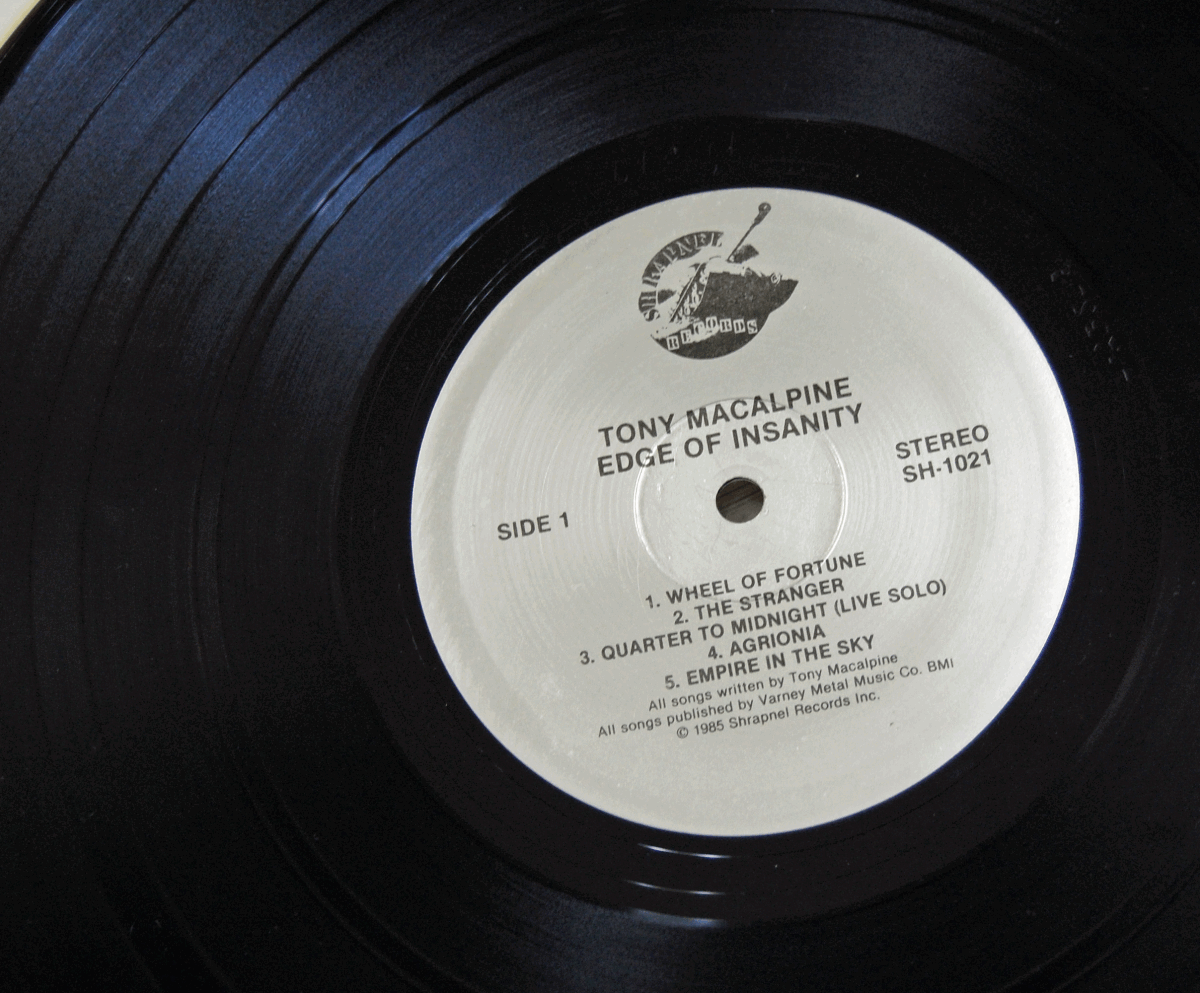 SHRAPNEL
RECORDS
TONY MACALPINE
EDGE OF INSANITY
STEREO
SH-1021
SIDE 1
1. WHEEL OF FORTUNE
2. THE STRANGER
3. QUARTER TO MIDNIGHT (LIVE SOLO)
4. AGRIONIA
5. EMPIRE IN THE SKY
All songs written by Tony Macalpine
All songs published by Varney Metal Music Co. BMI
© 1985 Shrapnel Records Inc.